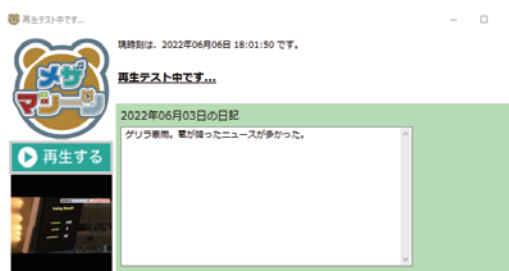 再生テスト中です...
現時刻は、2022年06月06日 18:01:50 です。
メザ
マシーン
再生テスト中です...
再生する
2022年06月03日の日記
ゲリラ豪雨。雹が降ったニュースが多かった。